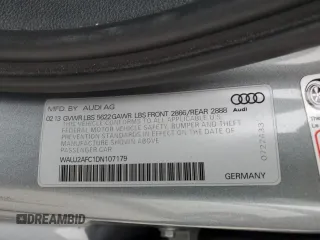 MFD. BY AUDI AG
Audi
02 13 GVWR LBS 5622 GAWR LBS FRONT 2866/REAR 2888
THIS VEHICLE CONFORMS TO ALL APPLICABLE
FEDERAL MOTOR VEHICLE SAFETY, BUMPER AND THEFT
PREVENTION STANDARDS IN EFFECT ON THE DATE OF
MANUFACTURE SHOWN ABOVE.
PASSENGER CAR
WAUJ2AFC1DN107179
GERMANY
AUTOBIDMASTER